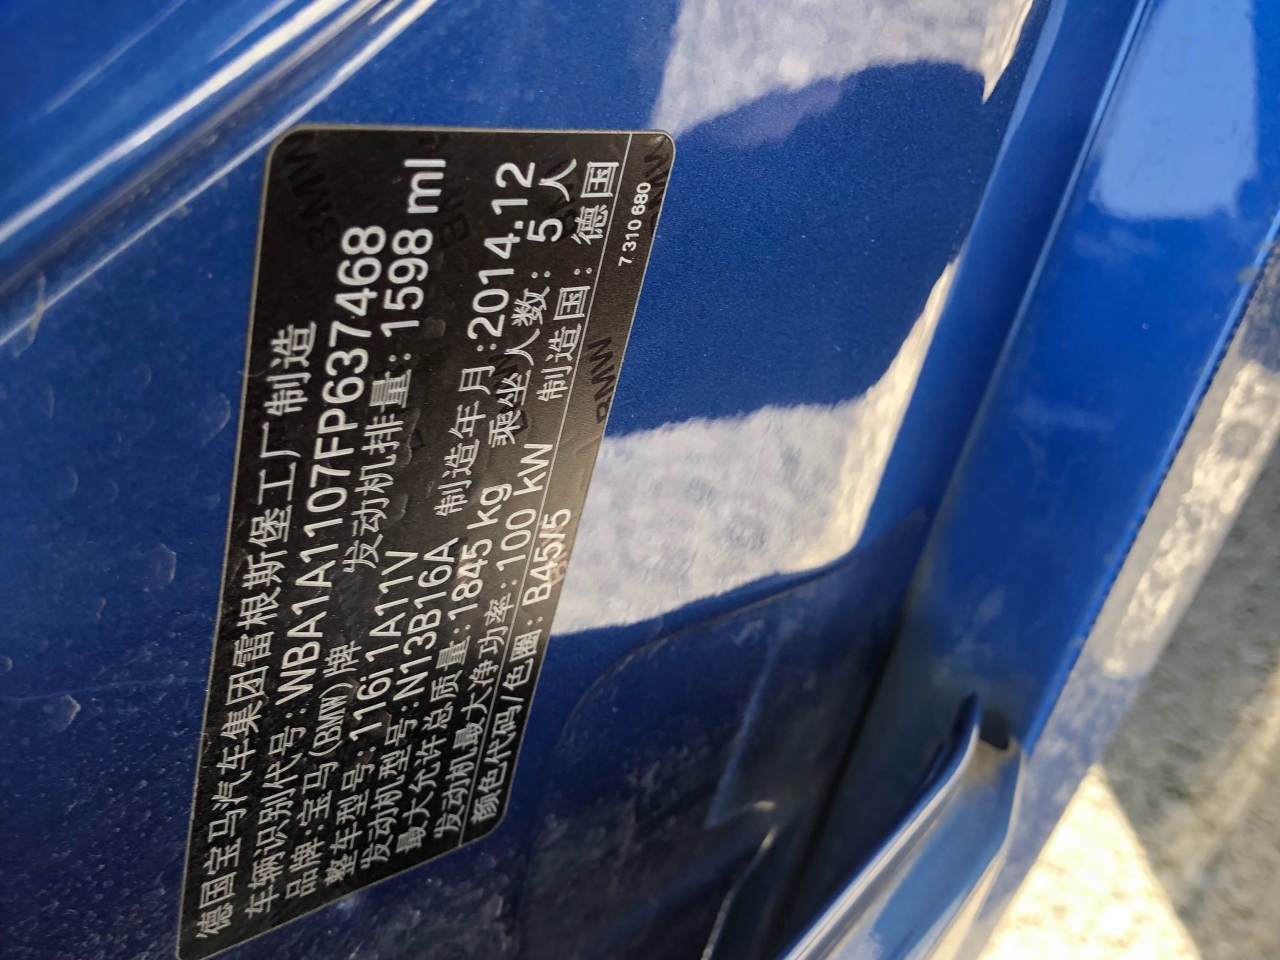 德国宝马汽车集团雷根斯堡工厂制造
车辆识别代号:WBA1A1107FP637468
品牌:宝马(BMW)牌 发动机排量:1598 ml
整车型号:116i 1A11V
发动机型号:N13B16A 制造年月:2014.12
最大允许总质量:1845 kg 乘坐人数: 5 人
发动机最大净功率: 100 kW 制造国: 德国
颜色代码/色圈: B45/5 7 310 680